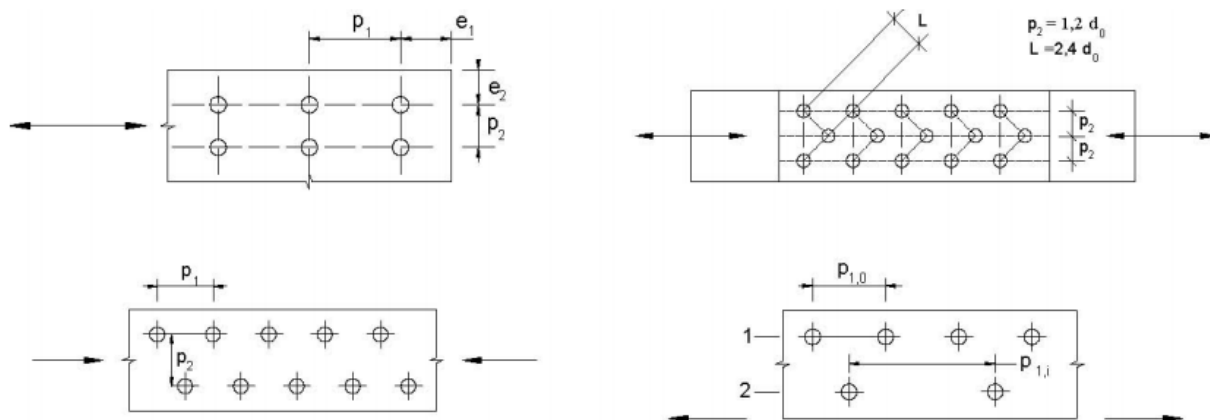 p₁
e₁
e₂
p₂
L
p₂ = 1,2 d₀
L =2,4 d₀
p₂
p₂
p₁
p₂
p₁,₀
1
p₁,ᵢ
2